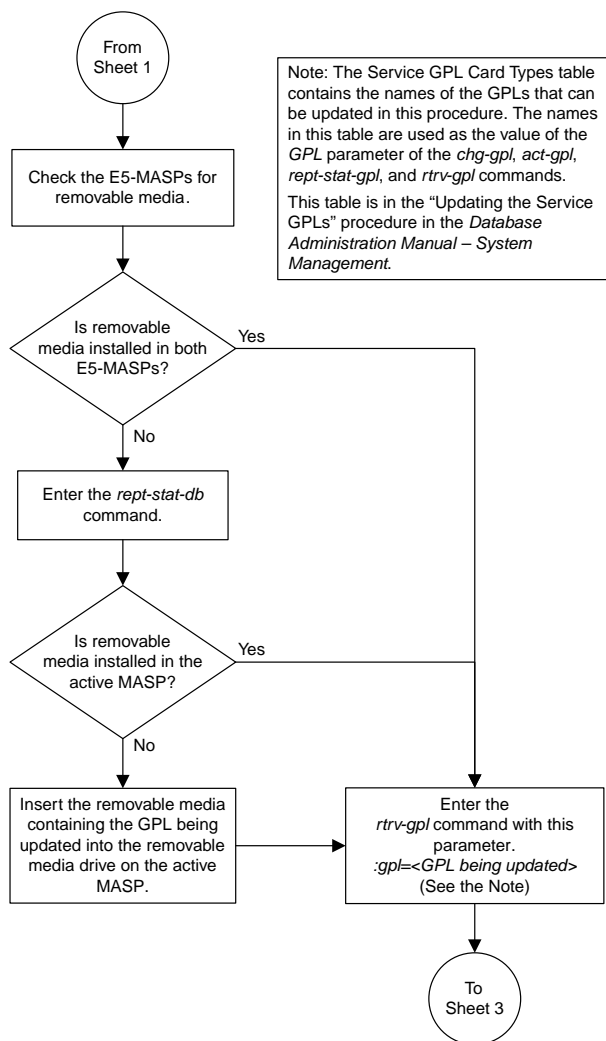 From
Sheet 1
Note: The Service GPL Card Types table
contains the names of the GPLs that can
be updated in this procedure. The names
in this table are used as the value of the
GPL parameter of the chg-gpl, act-gpl,
rept-stat-gpl, and rtrv-gpl commands.
This table is in the “Updating the Service
GPLs” procedure in the Database
Administration Manual – System
Management.
Check the E5-MASPs for
removable media.
Is removable
media installed in both
E5-MASPs?
Yes
No
Enter the rept-stat-db
command.
Is removable
media installed in the
active MASP?
Yes
No
Insert the removable media
containing the GPL being
updated into the removable
media drive on the active
MASP.
Enter the
rtrv-gpl command with this
parameter.
:gpl=<GPL being updated>
(See the Note)
To
Sheet 3